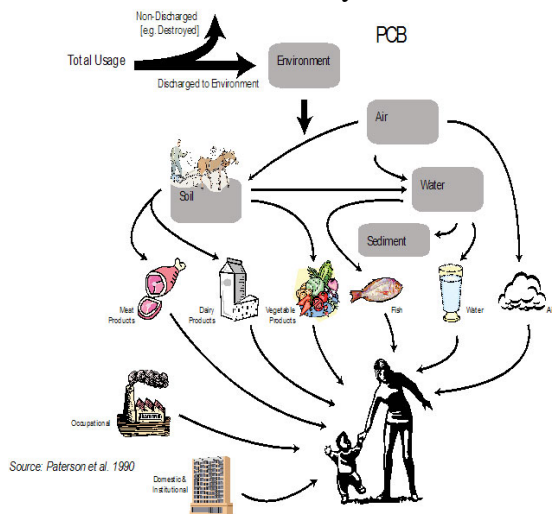 Non-Discharged
[e.g. Destroyed]
PCB
Total Usage
Environment
Discharged to Environment
Air
Soil
Water
Sediment
Meat
Products
Dairy
Products
Vegetable
Products
Fish
Water
Occupational
Source: Paterson et al. 1990
Domestic &
Institutional